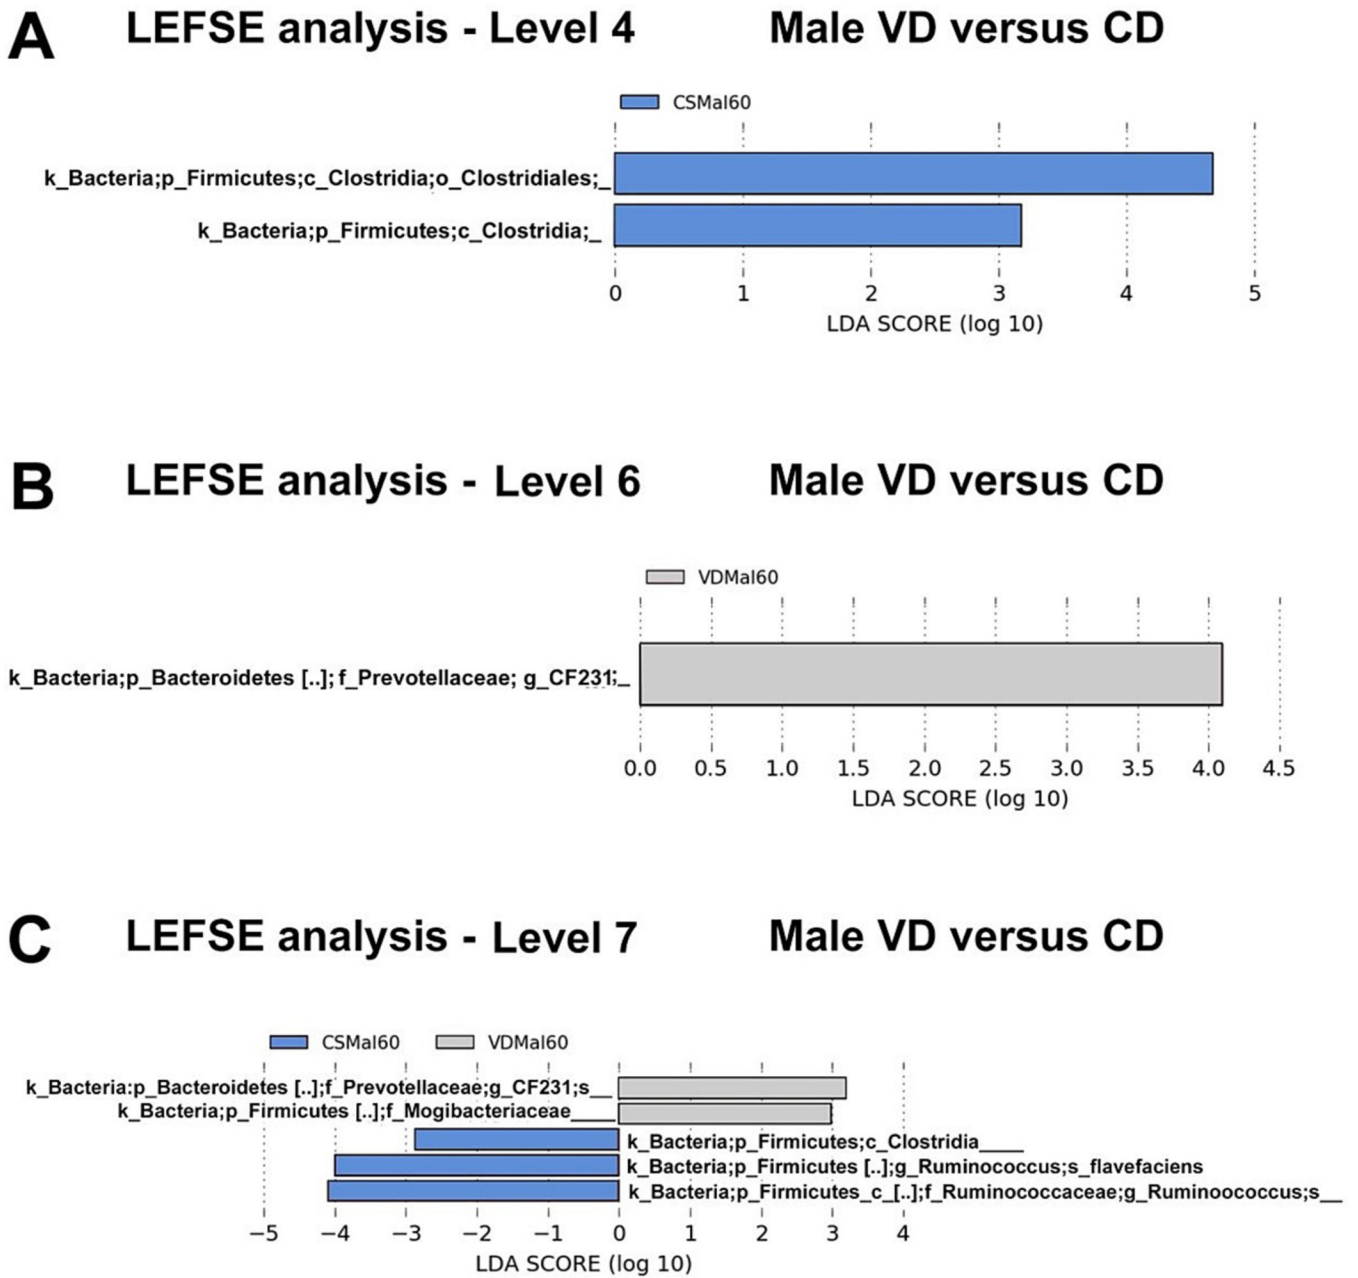 A LEFSE analysis - Level 4 Male VD versus CD
CSMal60
k_Bacteria;p_Firmicutes;c_Clostridia;o_Clostridiales;_
k_Bacteria;p_Firmicutes;c_Clostridia;_
0 1 2 3 4 5
LDA SCORE (log 10)
B LEFSE analysis - Level 6 Male VD versus CD
VDMal60
k_Bacteria;p_Bacteroidetes [..]; f_Prevotellaceae; g_CF231;_
0.0 0.5 1.0 1.5 2.0 2.5 3.0 3.5 4.0 4.5
LDA SCORE (log 10)
C LEFSE analysis - Level 7 Male VD versus CD
CSMal60 VDMal60
k_Bacteria:p_Bacteroidetes [..];f_Prevotellaceae;g_CF231;s__
k_Bacteria;p_Firmicutes [..];f_Mogibacteriaceae____
k_Bacteria;p_Firmicutes;c_Clostridia____
k_Bacteria;p_Firmicutes [..];g_Ruminococcus;s_flavefaciens
k_Bacteria;p_Firmicutes_c_[..];f_Ruminococcaceae;g_Ruminoococcus;s__
−5 −4 −3 −2 −1 0 1 2 3 4
LDA SCORE (log 10)